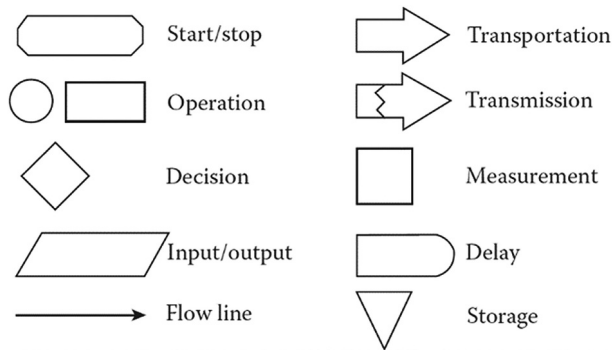 Start/stop
Operation
Decision
Input/output
Flow line
Transportation
Transmission
Measurement
Delay
Storage